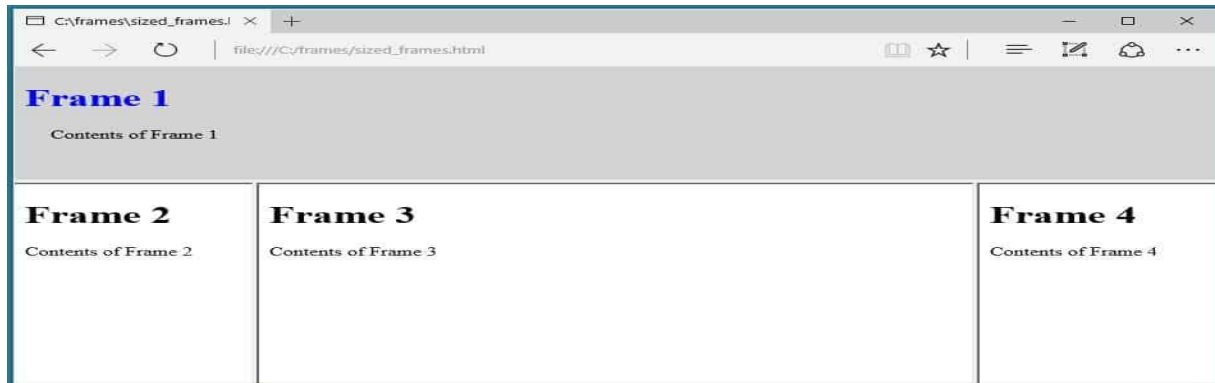 C:\frames\sized_frames.l
file:///C:/frames/sized_frames.html
Frame 1
Contents of Frame 1
Frame 2
Contents of Frame 2
Frame 3
Contents of Frame 3
Frame 4
Contents of Frame 4